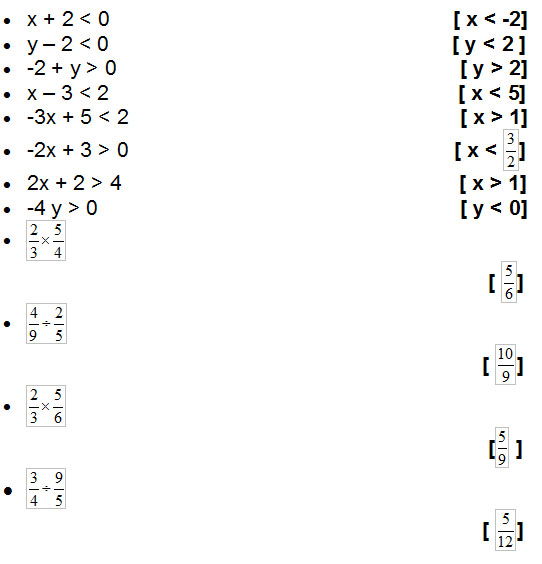 • x + 2 < 0 [ x < -2]
• y – 2 < 0 [ y < 2 ]
• -2 + y > 0 [ y > 2]
• x – 3 < 2 [ x < 5]
• -3x + 5 < 2 [ x > 1]
• -2x + 3 > 0 [ x < 3/2 ]
• 2x + 2 > 4 [ x > 1]
• -4 y > 0 [ y < 0]
• 2/3 × 5/4
[ 5/6 ]
• 4/9 ÷ 2/5
[ 10/9 ]
• 2/3 × 5/6
[ 5/9 ]
• 3/4 ÷ 9/5
[ 5/12 ]